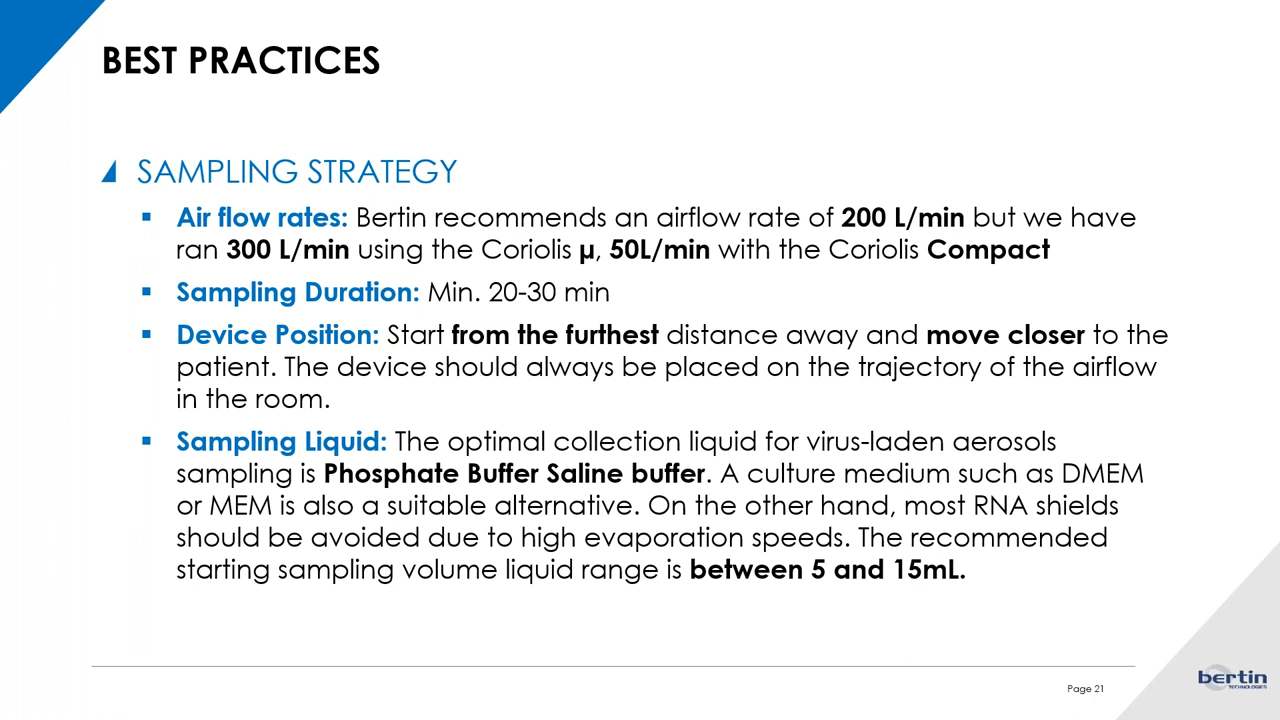 BEST PRACTICES
SAMPLING STRATEGY
▪ Air flow rates: Bertin recommends an airflow rate of 200 L/min but we have
ran 300 L/min using the Coriolis µ, 50L/min with the Coriolis Compact
▪ Sampling Duration: Min. 20-30 min
▪ Device Position: Start from the furthest distance away and move closer to the
patient. The device should always be placed on the trajectory of the airflow
in the room.
▪ Sampling Liquid: The optimal collection liquid for virus-laden aerosols
sampling is Phosphate Buffer Saline buffer. A culture medium such as DMEM
or MEM is also a suitable alternative. On the other hand, most RNA shields
should be avoided due to high evaporation speeds. The recommended
starting sampling volume liquid range is between 5 and 15mL.
Page 21
bertin
TECHNOLOGIES